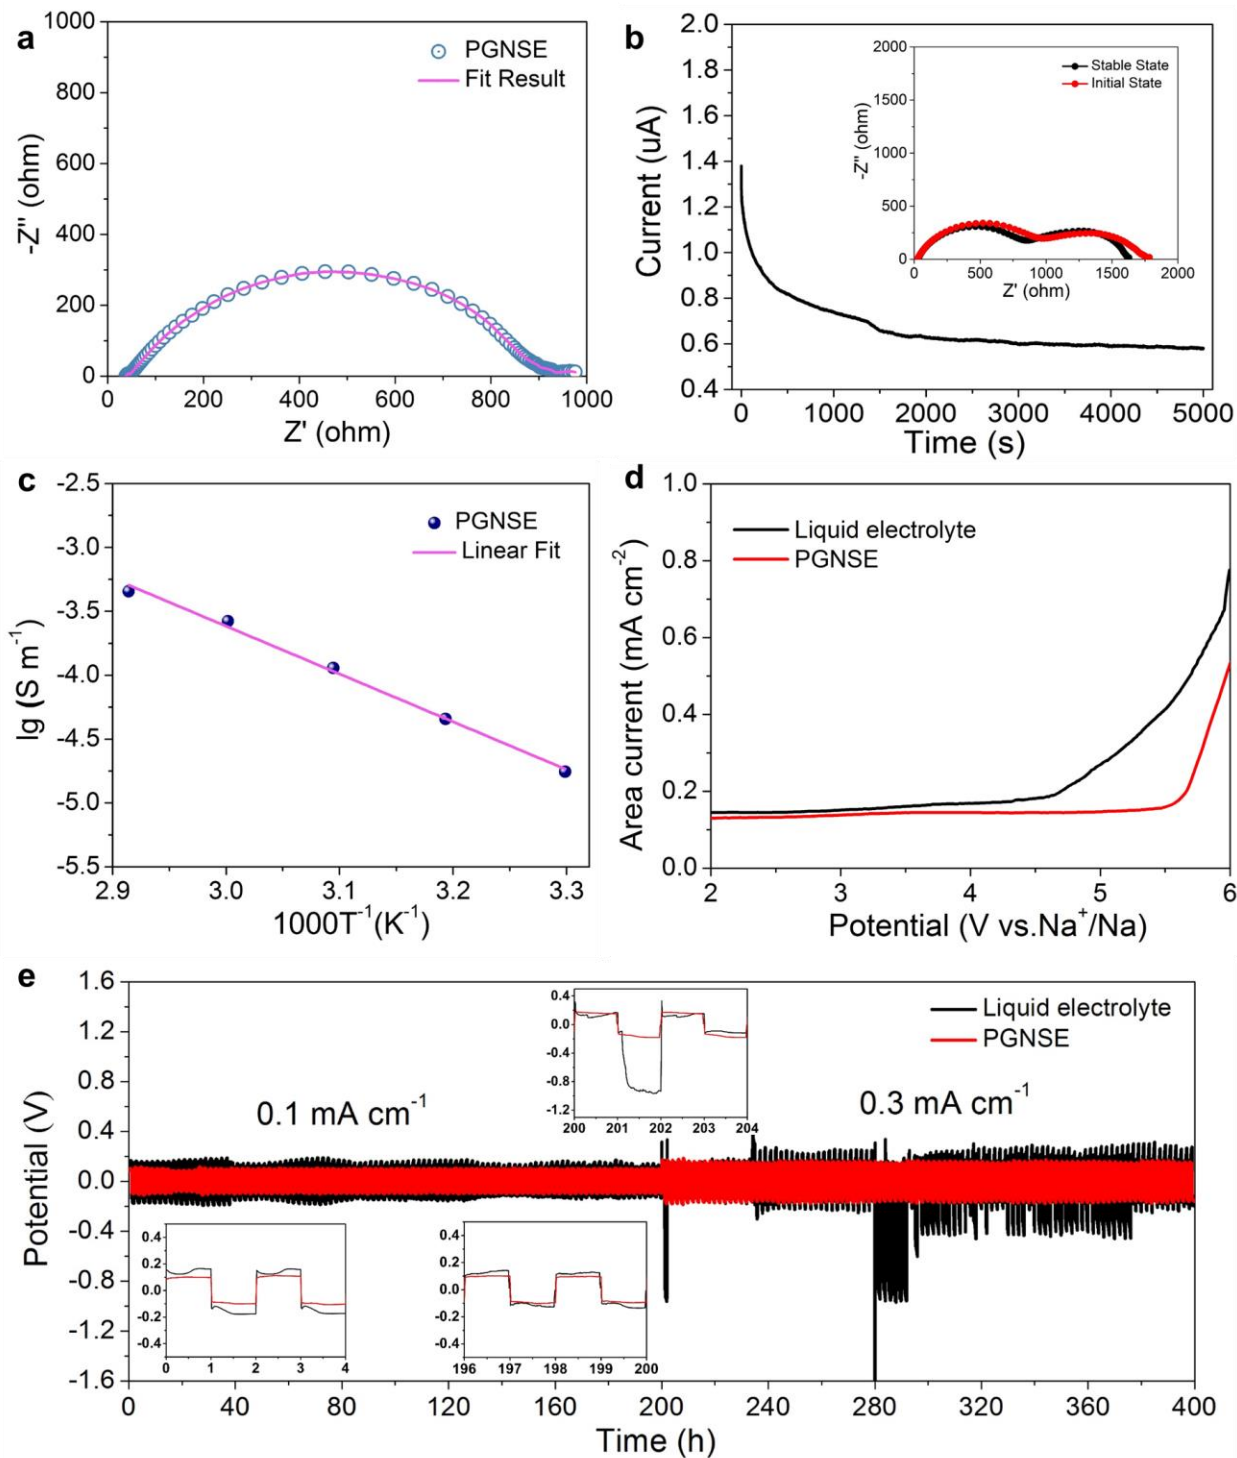 a
1000
800
600
400
200
0
-Z'' (ohm)
PGNSE
Fit Result
0 200 400 600 800 1000
Z' (ohm)
b
2.0
1.8
1.6
1.4
1.2
1.0
0.8
0.6
0.4
Current (uA)
2000
1500
1000
500
0
-Z'' (ohm)
Stable State
Initial State
0 500 1000 1500 2000
Z' (ohm)
0 1000 2000 3000 4000 5000
Time (s)
c
-2.5
-3.0
-3.5
-4.0
-4.5
-5.0
-5.5
lg (S m⁻¹)
PGNSE
Linear Fit
2.9 3.0 3.1 3.2 3.3
1000T⁻¹(K⁻¹)
d
1.0
0.8
0.6
0.4
0.2
0.0
Area current (mA cm⁻²)
Liquid electrolyte
PGNSE
2 3 4 5 6
Potential (V vs.Na⁺/Na)
e
1.6
1.2
0.8
0.4
0.0
-0.4
-0.8
-1.2
-1.6
Potential (V)
0.1 mA cm⁻¹
0.4
0.0
-0.4
-0.8
-1.2
200 201 202 203 204
Liquid electrolyte
PGNSE
0.3 mA cm⁻¹
0.4
0.2
0.0
-0.2
-0.4
0 1 2 3 4
0.4
0.2
0.0
-0.2
-0.4
196 197 198 199 200
0 40 80 120 160 200 240 280 320 360 400
Time (h)